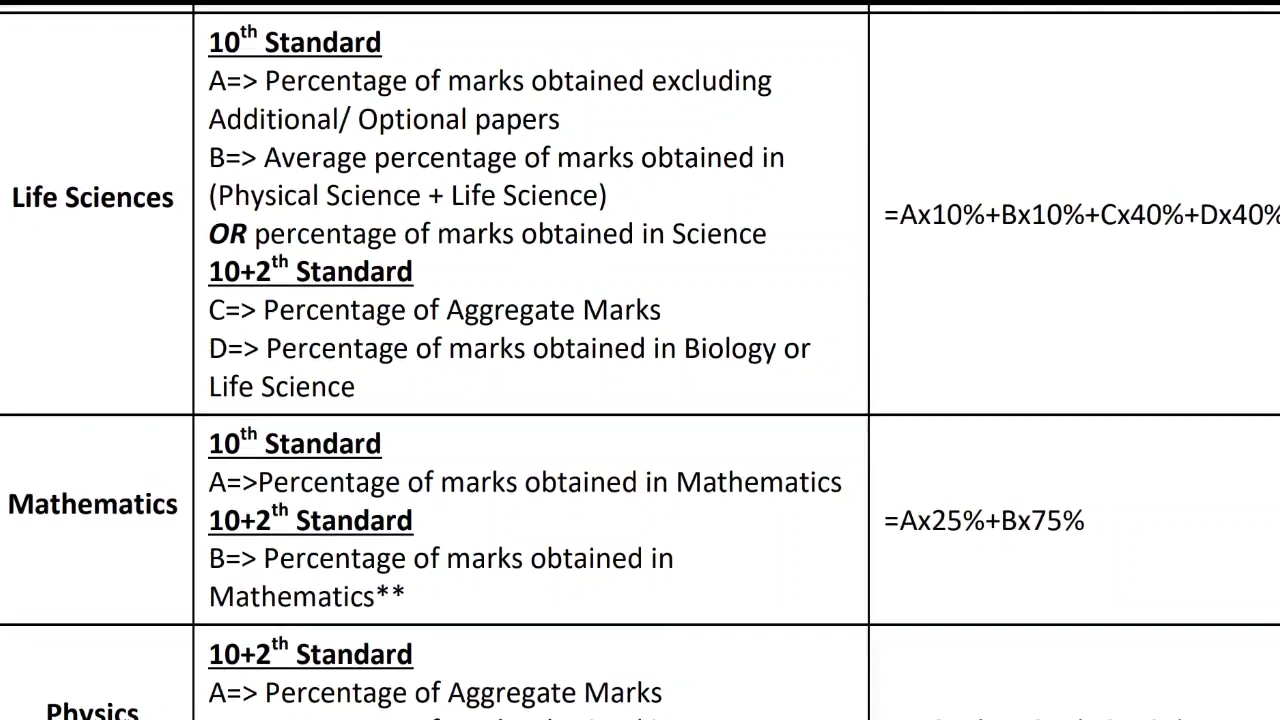 Life Sciences
10th Standard
A=> Percentage of marks obtained excluding
Additional/ Optional papers
B=> Average percentage of marks obtained in
(Physical Science + Life Science)
OR percentage of marks obtained in Science
10+2th Standard
C=> Percentage of Aggregate Marks
D=> Percentage of marks obtained in Biology or
Life Science
=Ax10%+Bx10%+Cx40%+Dx40%
Mathematics
10th Standard
A=>Percentage of marks obtained in Mathematics
10+2th Standard
B=> Percentage of marks obtained in
Mathematics**
=Ax25%+Bx75%
Physics
10+2th Standard
A=> Percentage of Aggregate Marks